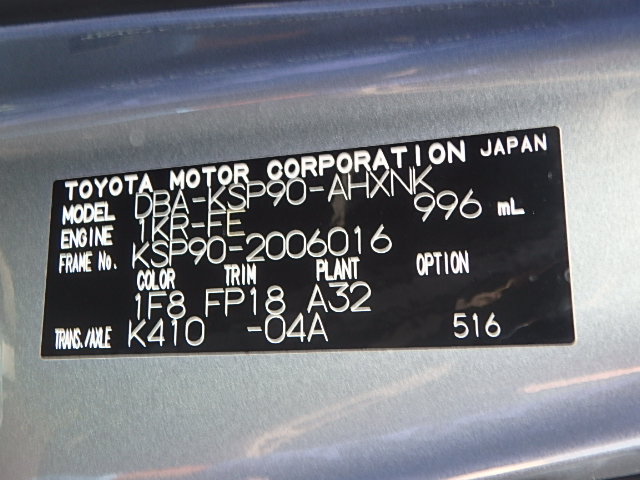 TOYOTA MOTOR CORPORATION JAPAN
MODEL DBA-KSP90-AHXNK
ENGINE 1KR-FE 996 mL
FRAME No. KSP90-2006016
COLOR TRIM PLANT OPTION
1F8 FP18 A32
TRANS./AXLE K410 -04A 516